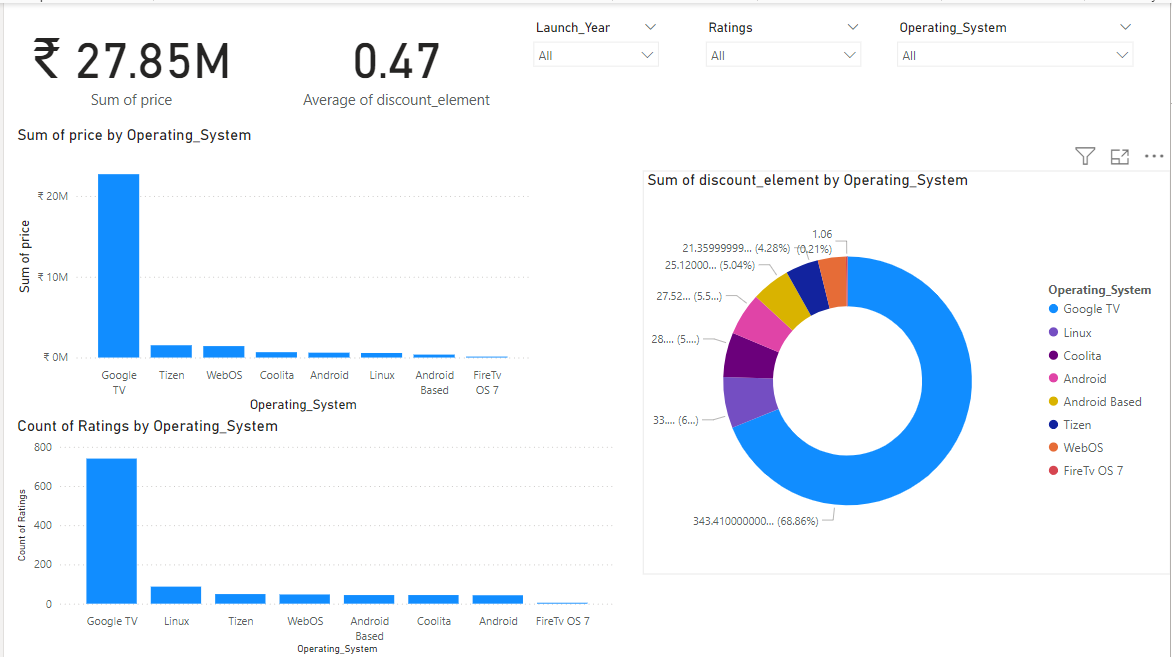 ₹ 27.85M
Sum of price
0.47
Average of discount_element
Launch_Year
All
Ratings
All
Operating_System
All
Sum of price by Operating_System
Sum of price
₹ 20M
₹ 10M
₹ 0M
Google
TV
Tizen
WebOS
Coolita
Android
Linux
Android
Based
FireTv
OS 7
Operating_System
Count of Ratings by Operating_System
Count of Ratings
800
600
400
200
0
Google TV
Linux
Tizen
WebOS
Android
Based
Coolita
Android
FireTv OS 7
Operating_System
Sum of discount_element by Operating_System
1.06
(0.21%)
21.35999999... (4.28%)
25.12000... (5.04%)
27.52... (5.5...)
28.... (5....)
33.... (6...)
343.410000000... (68.86%)
Operating_System
Google TV
Linux
Coolita
Android
Android Based
Tizen
WebOS
FireTv OS 7